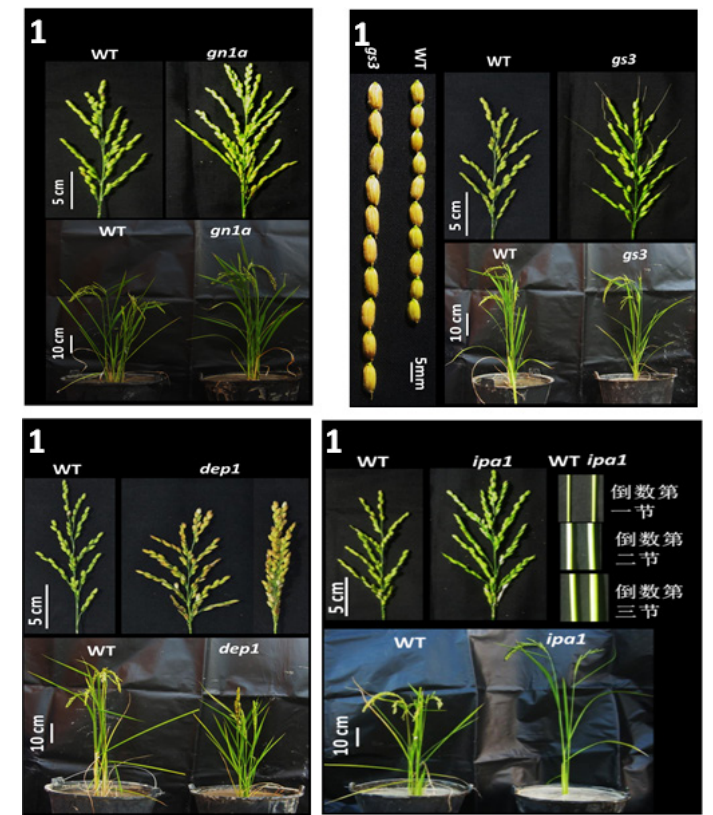 1
WT gn1a
5 cm
WT gn1a
10 cm
1
gs3 WT
5mm
WT gs3
5 cm
WT gs3
10 cm
1
WT dep1
5 cm
WT dep1
10 cm
1
WT ipa1
5 cm
WT ipa1
倒数第
一节
倒数第
二节
倒数第
三节
WT ipa1
10 cm